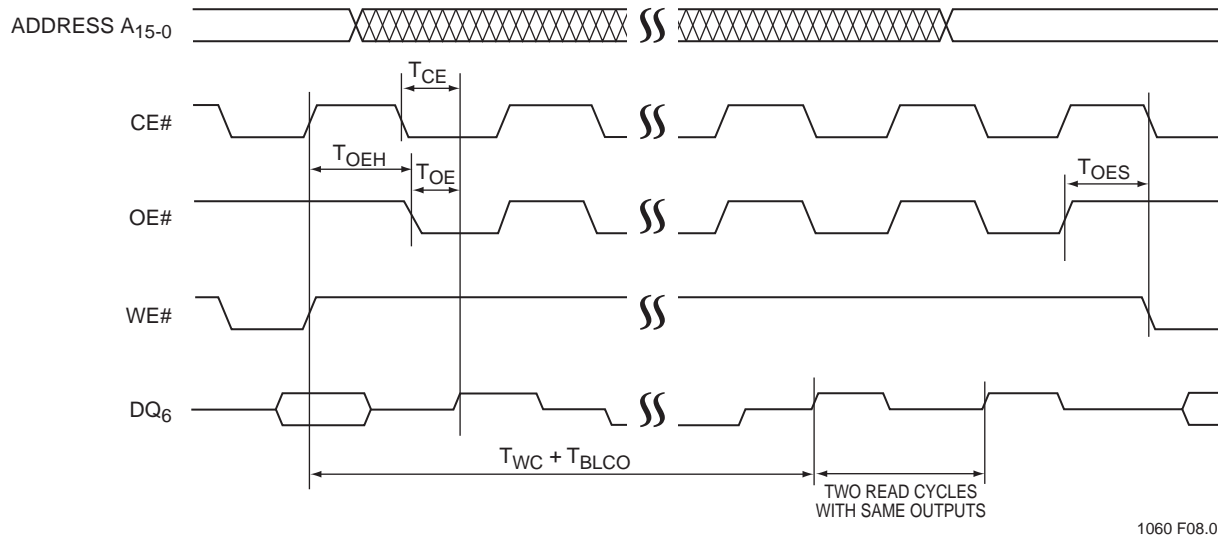 ADDRESS A15-0
TCE
CE#
TOEH
TOE
TOES
OE#
WE#
DQ6
TWC + TBLCO
TWO READ CYCLES
WITH SAME OUTPUTS
1060 F08.0